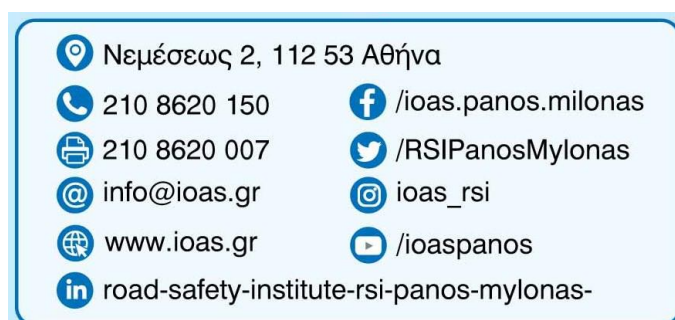 Νεμέσεως 2, 112 53 Αθήνα
210 8620 150
/ioas.panos.milonas
210 8620 007
/RSIPanosMylonas
info@ioas.gr
ioas_rsi
www.ioas.gr
/ioaspanos
road-safety-institute-rsi-panos-mylonas-